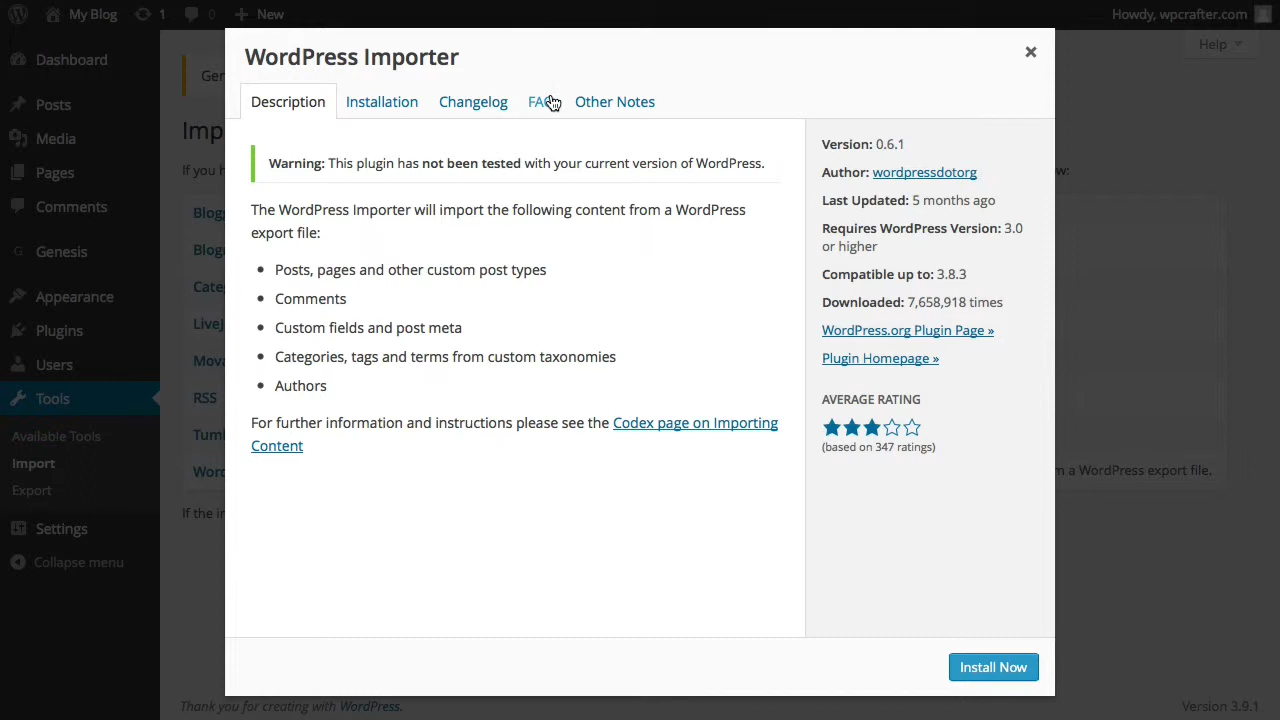 My Blog 1 0 New Howdy, wpcrafter.com
Help
WordPress Importer
Description Installation Changelog FAQ Other Notes
Dashboard
Posts
Media
Pages
Comments
Genesis
Appearance
Plugins
Users
Tools
Available Tools
Import
Export
Settings
Collapse menu
If you h
RSS
If the in
Warning: This plugin has not been tested with your current version of WordPress.
The WordPress Importer will import the following content from a WordPress
export file:
Posts, pages and other custom post types
Comments
Custom fields and post meta
Categories, tags and terms from custom taxonomies
Authors
For further information and instructions please see the Codex page on Importing
Content
Version: 0.6.1
Author: wordpressdotorg
Last Updated: 5 months ago
Requires WordPress Version: 3.0
or higher
Compatible up to: 3.8.3
Downloaded: 7,658,918 times
WordPress.org Plugin Page »
Plugin Homepage »
AVERAGE RATING
(based on 347 ratings)
a WordPress export file.
Install Now
Thank you for creating with WordPress.
Version 3.9.1